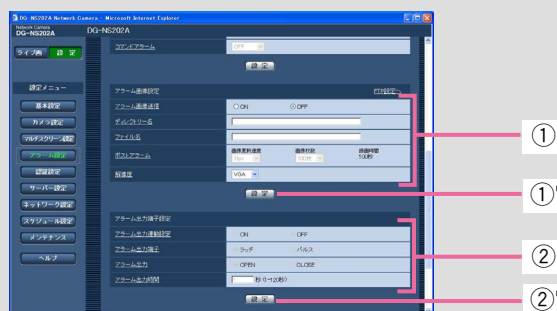 DG-NS202A Network Camera - Microsoft Internet Explorer
Network Camera
DG-NS202A
DG-NS202A
ライブ画 設 定
コマンドアラーム OFF
設 定
設定メニュー
基本設定
カメラ設定
マルチスクリーン設定
アラーム設定
認証設定
サーバー設定
ネットワーク設定
スケジュール設定
メンテナンス
ヘルプ
アラーム画像設定 FTP設定へ
アラーム画像送信 ON OFF
ディレクトリー名
ファイル名
ポストアラーム 画像更新速度 1fps 画像枚数 100枚 録画時間 100秒
解像度 VGA
設 定
アラーム出力端子設定
アラーム出力連動設定 ON OFF
アラーム出力端子 ラッチ パルス
アラーム出力 OPEN CLOSE
アラーム出力時間 秒 (1-120秒)
設 定
①
①'
②
②'